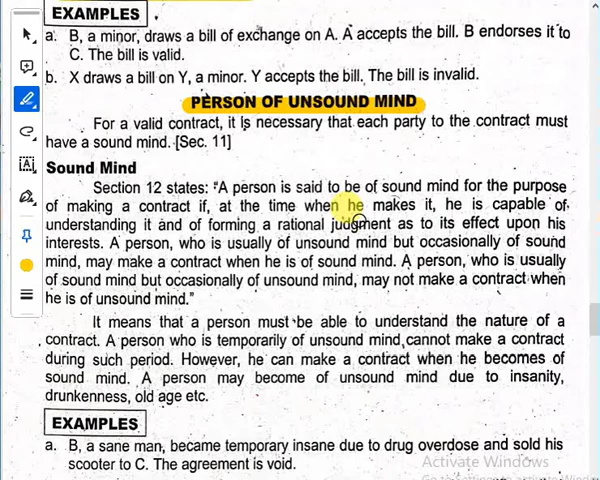 EXAMPLES .
a. B, a minor, draws a bill of exchange on A. A accepts the bill. B endorses it to
C. The bill is valid.
b. X draws a bill on Y, a minor. Y accepts the bill. The bill is invalid.
PERSON OF UNSOUND MIND
For a valid contract, it is necessary that each party to the contract must
have a sound mind. [Sec. 11]
Sound Mind
Section 12 states: "A person is said to be of sound mind for the purpose
of making a contract if, at the time when he makes it, he is capable of
understanding it and of forming a rational judgment as to its effect upon his
interests. A person, who is usually of unsound mind but occasionally of sound
mind, may make a contract when he is of sound mind. A person, who is usually
of sound mind but occasionally of unsound mind, may not make a contract when
he is of unsound mind."
It means that a person must be able to understand the nature of a
contract. A person who is temporarily of unsound mind, cannot make a contract
during such period. However, he can make a contract when he becomes of
sound mind. A person may become of unsound mind due to insanity,
drunkenness, old age etc.
EXAMPLES
a. B, a sane man, became temporary insane due to drug overdose and sold his
scooter to C. The agreement is void.
Activate Windows